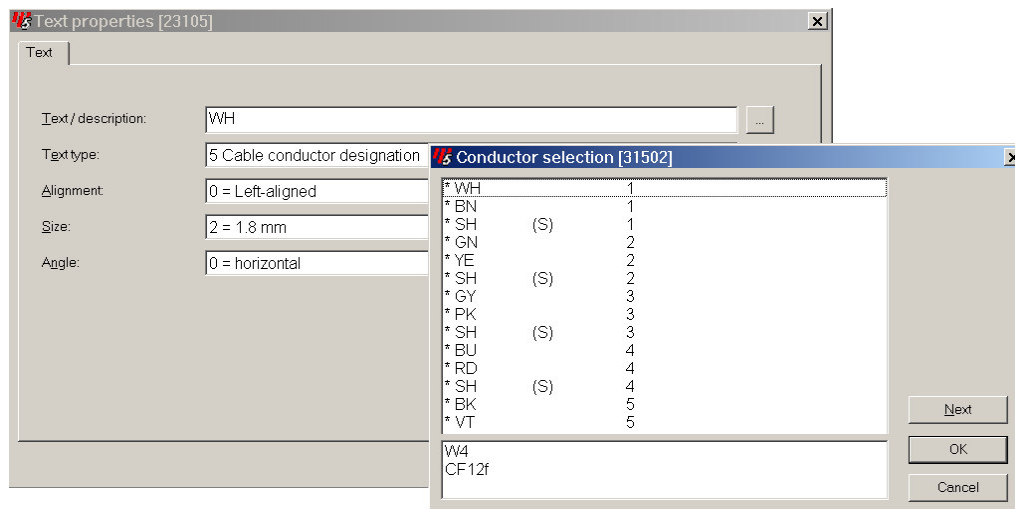 Text properties [23105]
Text
Text / description:
WH
...
Text type:
5 Cable conductor designation
Alignment:
0 = Left-aligned
Size:
2 = 1.8 mm
Angle:
0 = horizontal
Conductor selection [31502]
* WH 1
* BN 1
* SH (S) 1
* GN 2
* YE 2
* SH (S) 2
* GY 3
* PK 3
* SH (S) 3
* BU 4
* RD 4
* SH (S) 4
* BK 5
* VT 5
W4
CF12f
Next
OK
Cancel